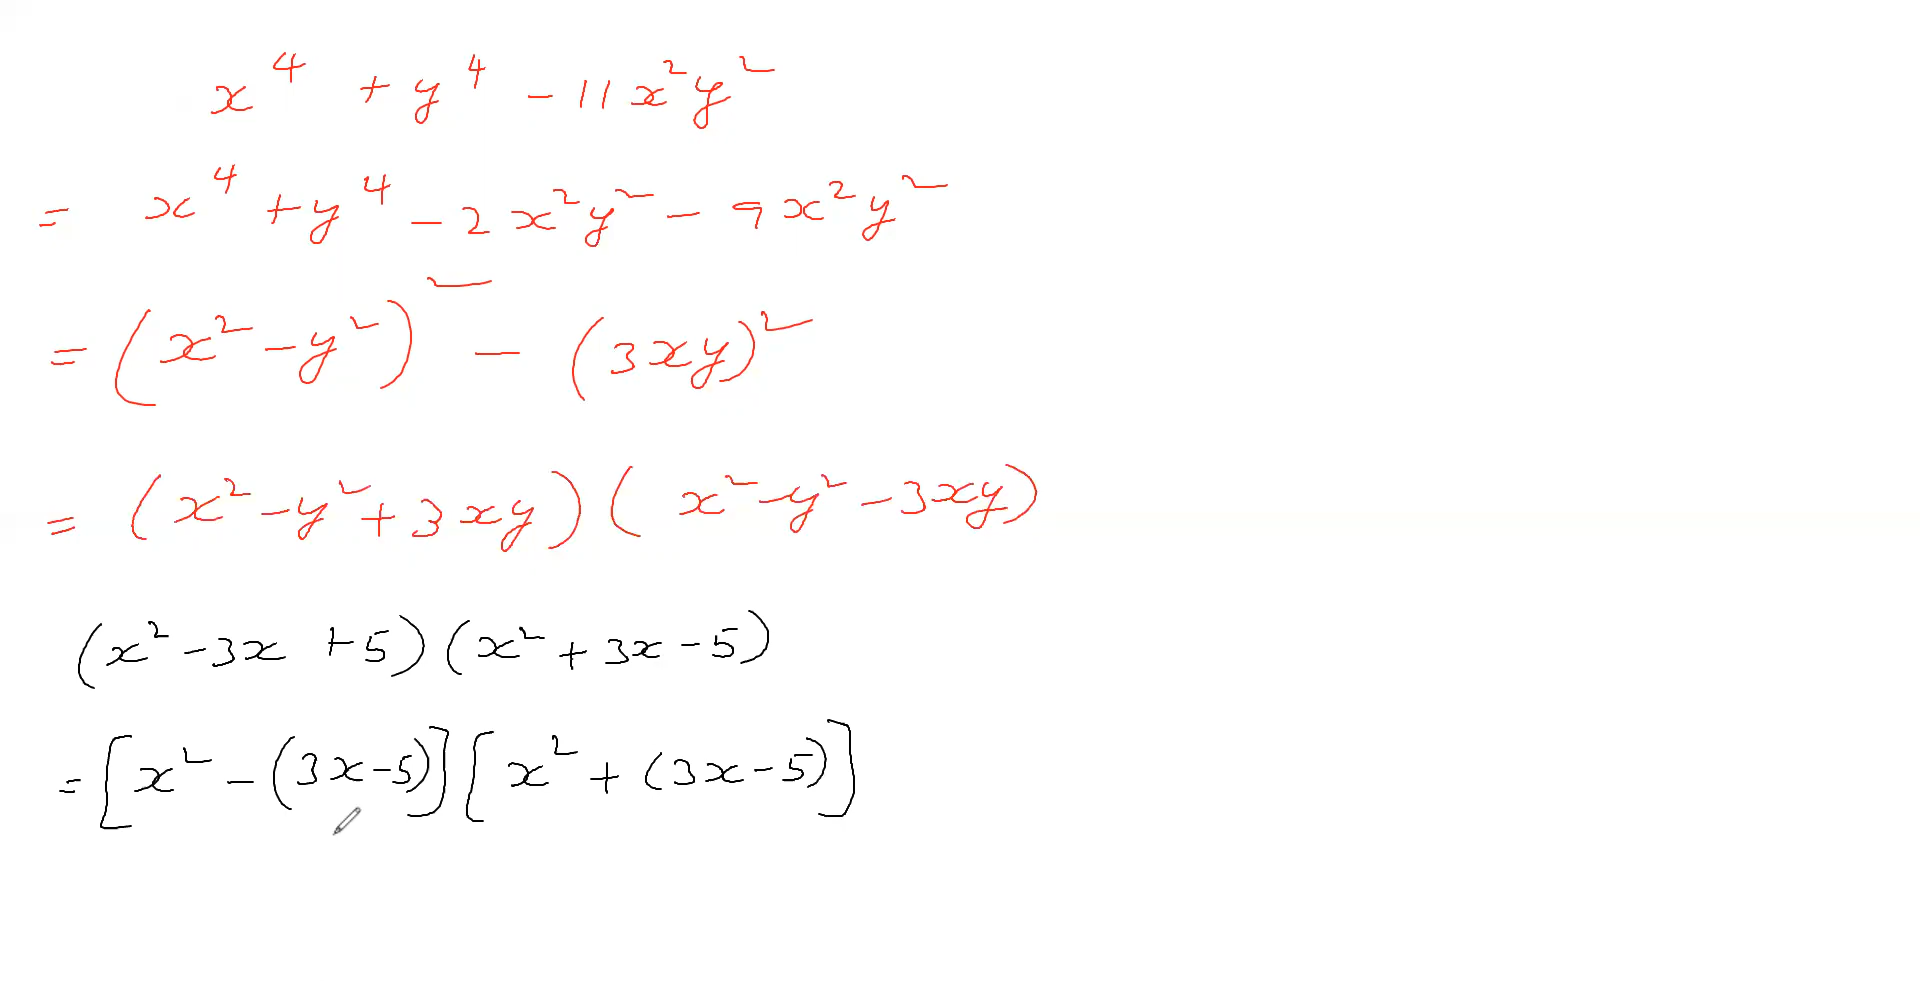 x⁴ + y⁴ - 11x²y²
= x⁴ + y⁴ - 2x²y² - 9x²y²
= (x² - y²)² - (3xy)²
= (x² - y² + 3xy)(x² - y² - 3xy)
(x² - 3x + 5)(x² + 3x - 5)
= [x² - (3x - 5)][x² + (3x - 5)]